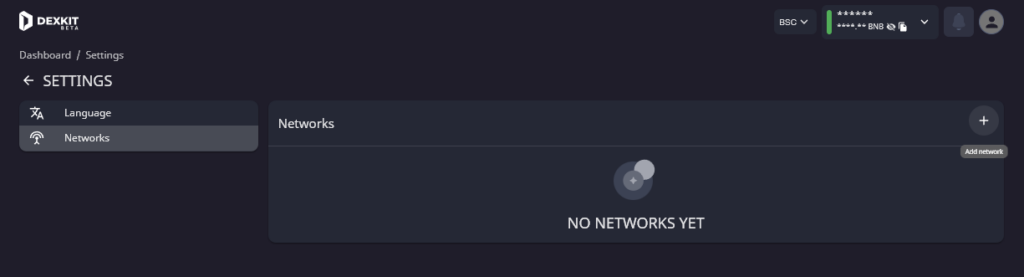 DEXKIT
BETA
BSC
******
****.** BNB
Dashboard / Settings
SETTINGS
Language
Networks
Networks
+
Add network
NO NETWORKS YET